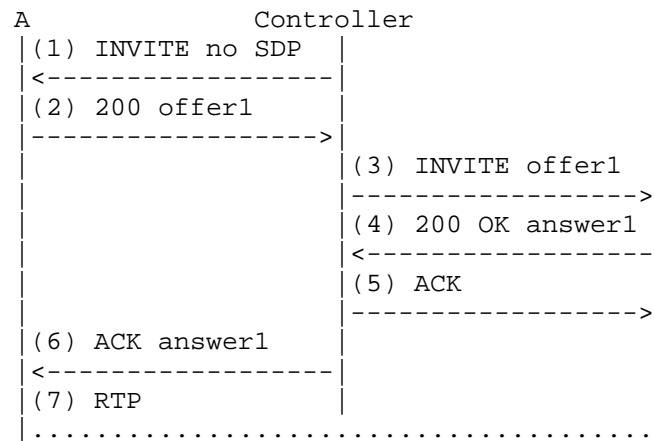 A Controller
(1) INVITE no SDP
(2) 200 offer1
(3) INVITE offer1
(4) 200 OK answer1
(5) ACK
(6) ACK answer1
(7) RTP